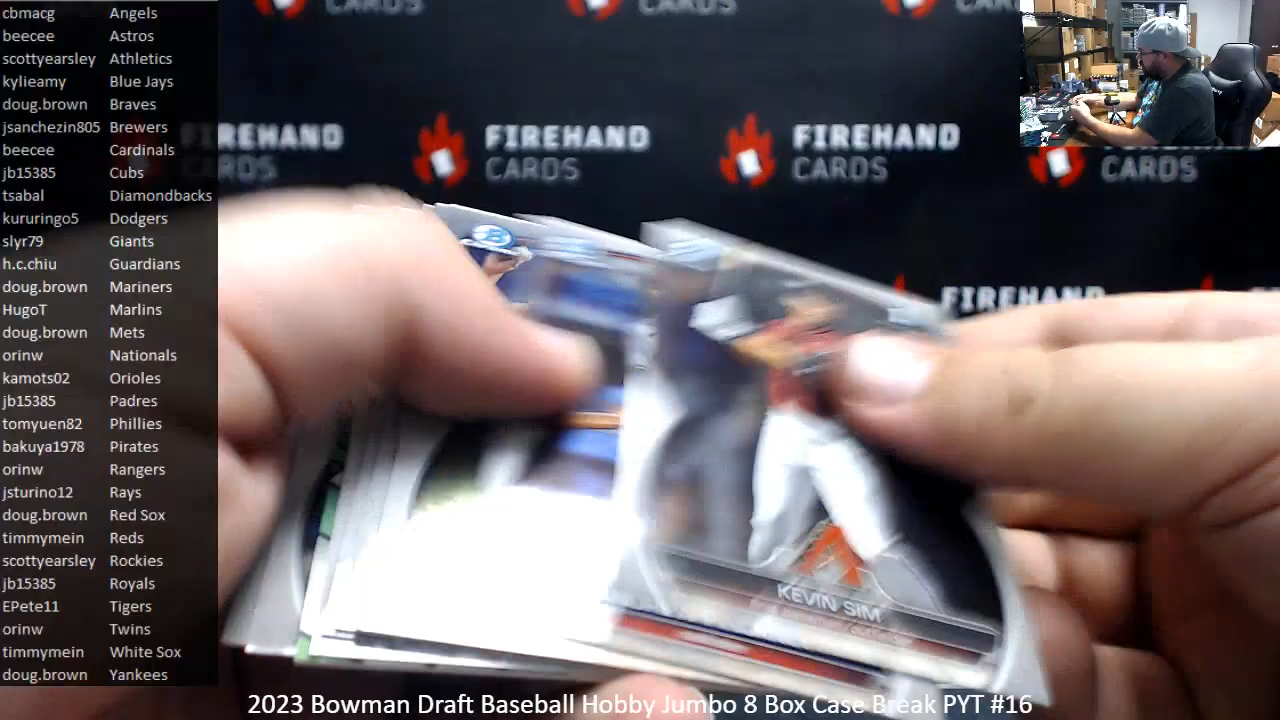 cbmacg Angels
beecee Astros
scottyearsley Athletics
kylieamy Blue Jays
doug.brown Braves
jsanchezin805 Brewers
beecee Cardinals
jb15385 Cubs
tsabal Diamondbacks
kururingo5 Dodgers
slyr79 Giants
h.c.chiu Guardians
doug.brown Mariners
HugoT Marlins
doug.brown Mets
orinw Nationals
kamots02 Orioles
jb15385 Padres
tomyuen82 Phillies
bakuya1978 Pirates
orinw Rangers
jsturino12 Rays
doug.brown Red Sox
timmymein Reds
scottyearsley Rockies
jb15385 Royals
EPete11 Tigers
orinw Twins
timmymein White Sox
doug.brown Yankees
CARDS
CARDS
FIREHAND
CARDS
FIREHAND
CARDS
CARDS
FIREHAND
KEVIN SIM
2023 Bowman Draft Baseball Hobby Jumbo 8 Box Case Break PYT #16